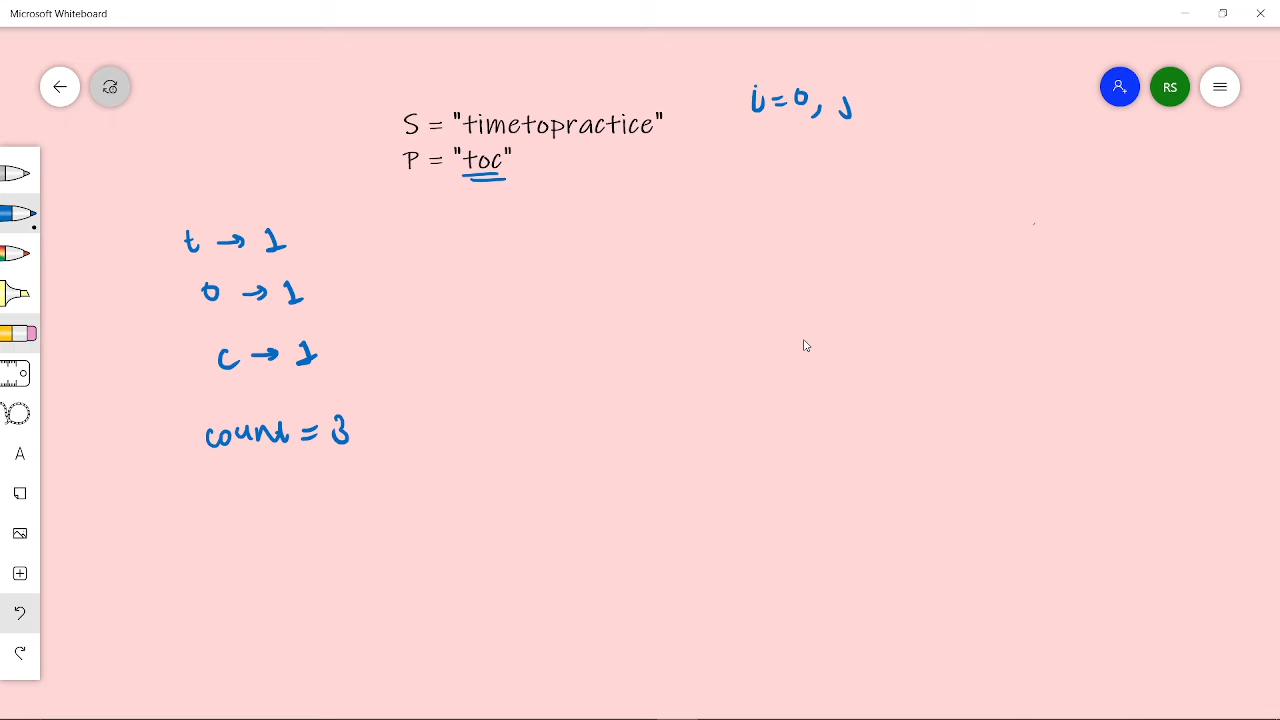 Microsoft Whiteboard
i=0, j
RS
S = "timetopractice"
P = "toc"
t → 1
o → 1
c → 1
count = 3
A